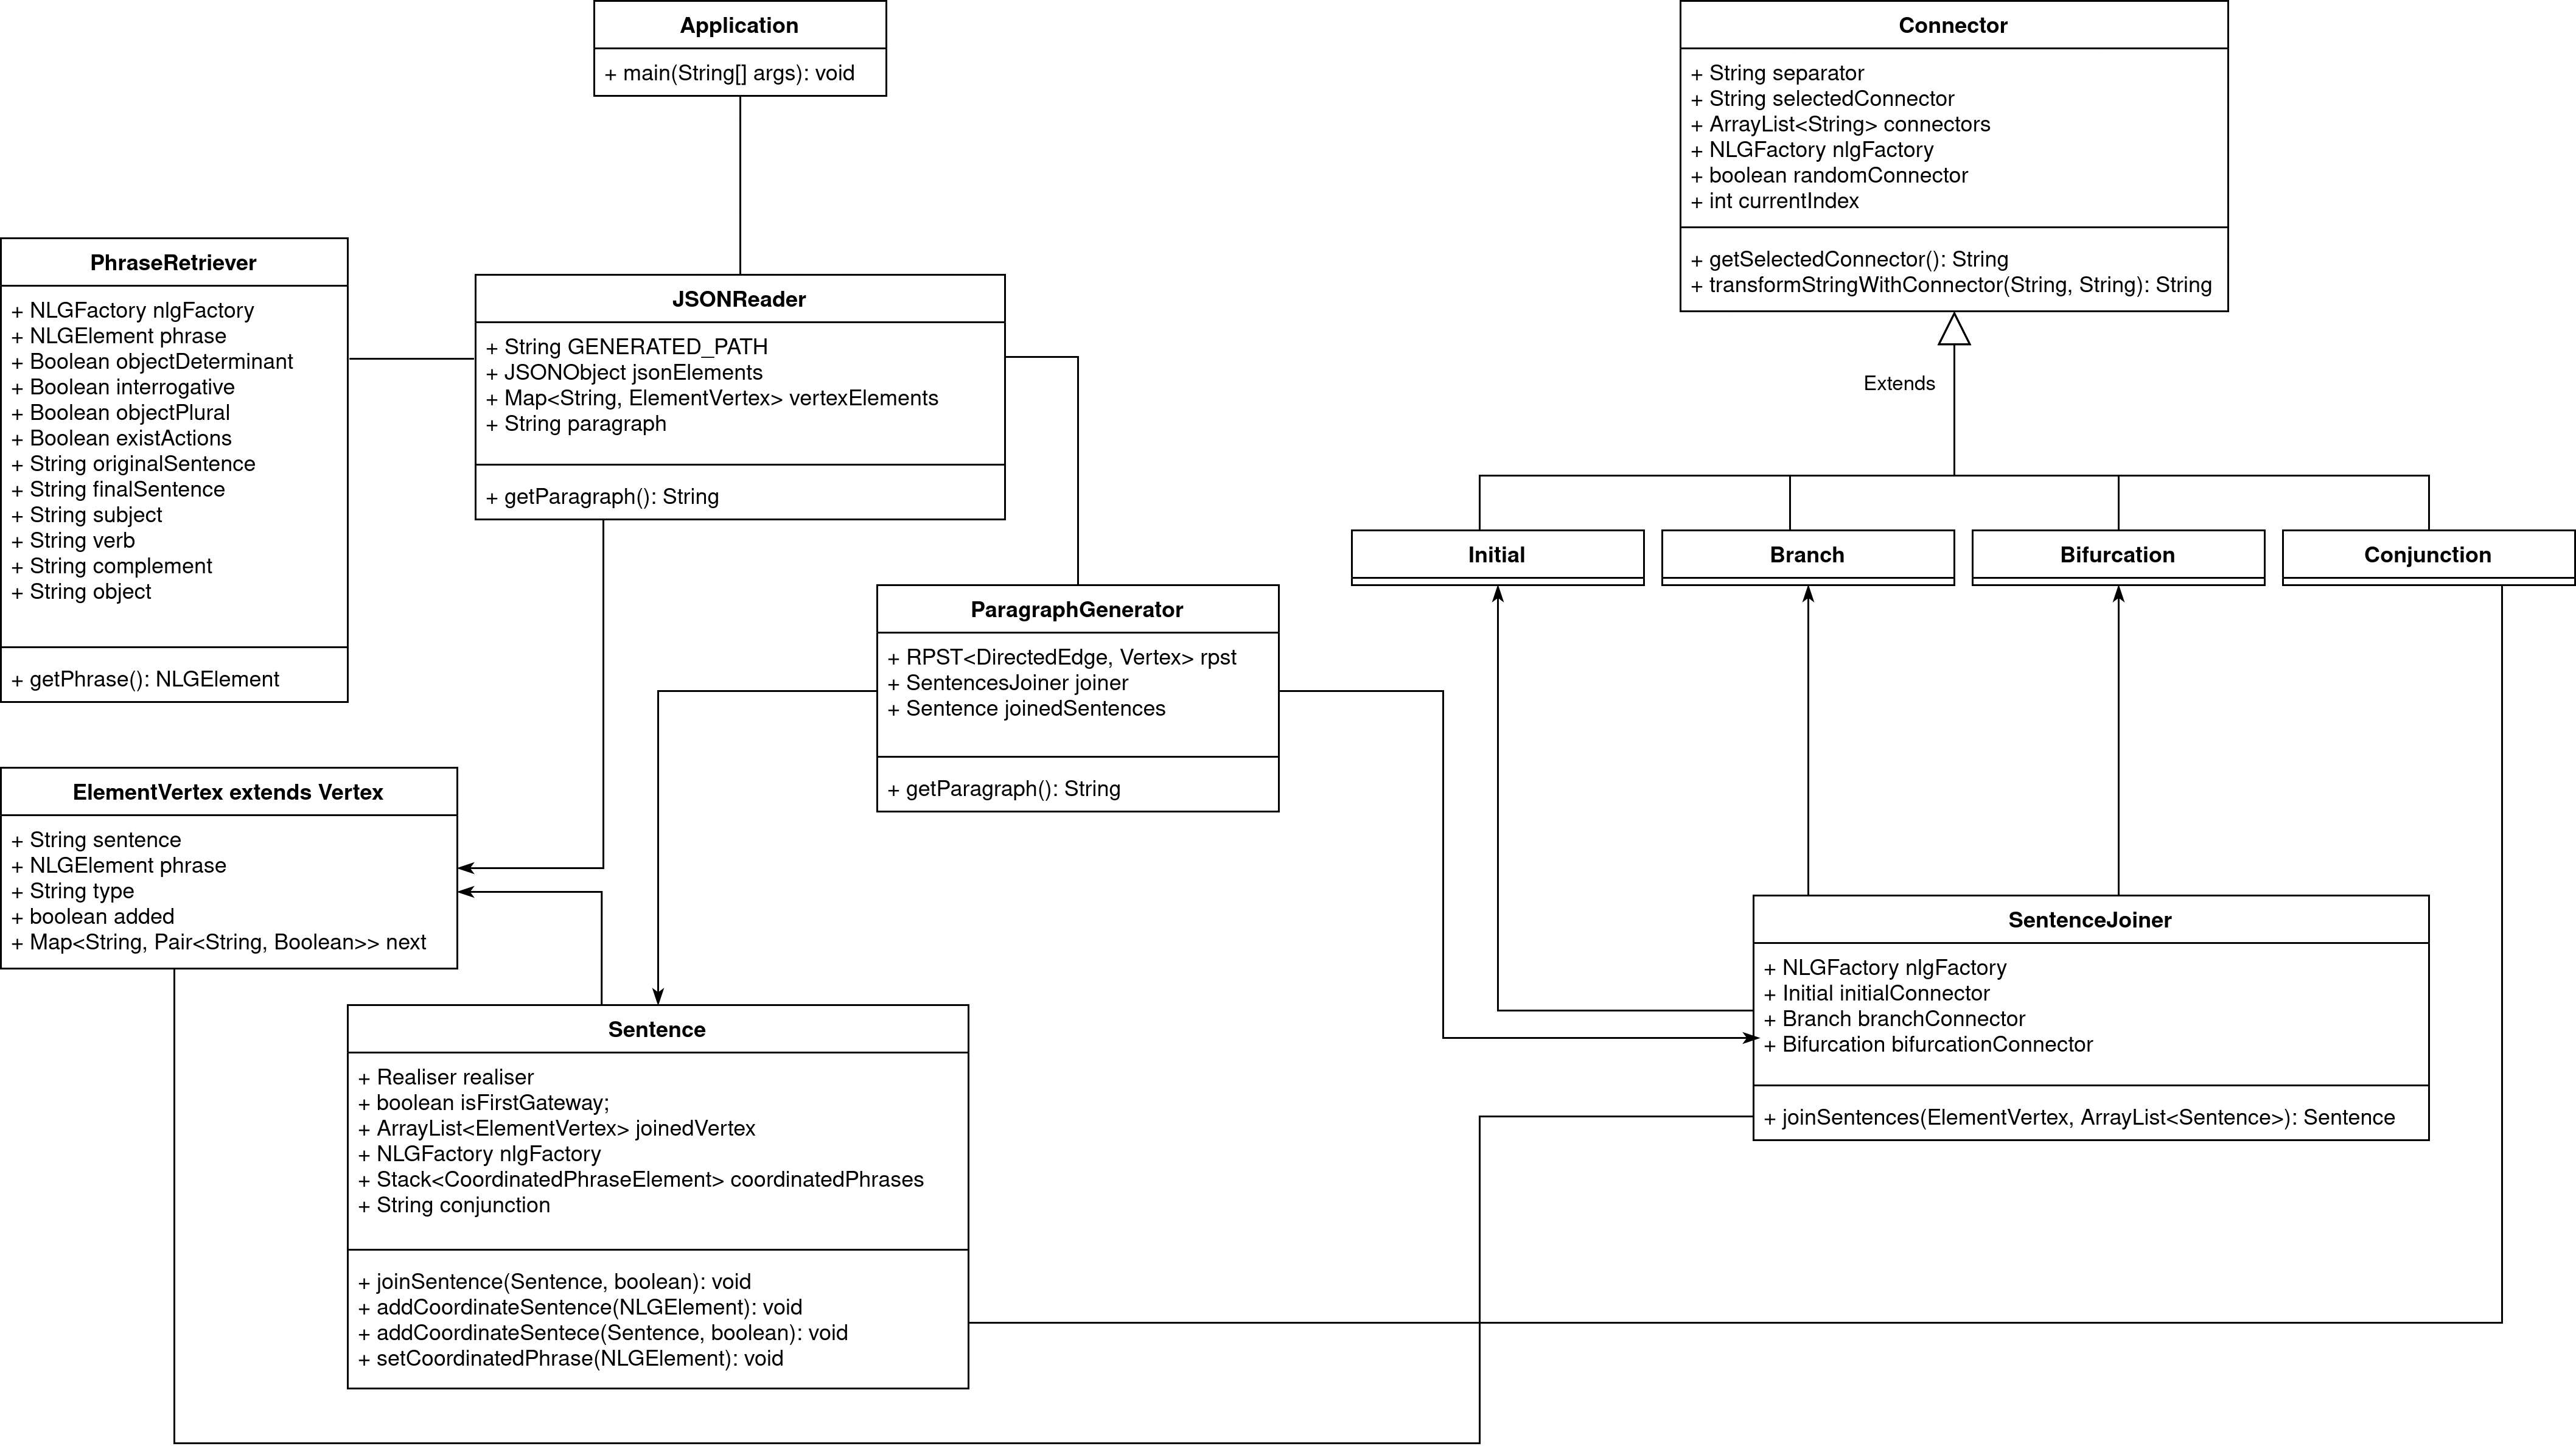 Application
+ main(String[] args): void
Connector
+ String separator
+ String selectedConnector
+ ArrayList<String> connectors
+ NLGFactory nlgFactory
+ boolean randomConnector
+ int currentIndex
+ getSelectedConnector(): String
+ transformStringWithConnector(String, String): String
PhraseRetriever
+ NLGFactory nlgFactory
+ NLGElement phrase
+ Boolean objectDeterminant
+ Boolean interrogative
+ Boolean objectPlural
+ Boolean existActions
+ String originalSentence
+ String finalSentence
+ String subject
+ String verb
+ String complement
+ String object
+ getPhrase(): NLGElement
JSONReader
+ String GENERATED_PATH
+ JSONObject jsonElements
+ Map<String, ElementVertex> vertexElements
+ String paragraph
+ getParagraph(): String
Extends
Initial
Branch
Bifurcation
Conjunction
ParagraphGenerator
+ RPST<DirectedEdge, Vertex> rpst
+ SentencesJoiner joiner
+ Sentence joinedSentences
+ getParagraph(): String
ElementVertex extends Vertex
+ String sentence
+ NLGElement phrase
+ String type
+ boolean added
+ Map<String, Pair<String, Boolean>> next
SentenceJoiner
+ NLGFactory nlgFactory
+ Initial initialConnector
+ Branch branchConnector
+ Bifurcation bifurcationConnector
+ joinSentences(ElementVertex, ArrayList<Sentence>): Sentence
Sentence
+ Realiser realiser
+ boolean isFirstGateway;
+ ArrayList<ElementVertex> joinedVertex
+ NLGFactory nlgFactory
+ Stack<CoordinatedPhraseElement> coordinatedPhrases
+ String conjunction
+ joinSentence(Sentence, boolean): void
+ addCoordinateSentence(NLGElement): void
+ addCoordinateSentece(Sentence, boolean): void
+ setCoordinatedPhrase(NLGElement): void